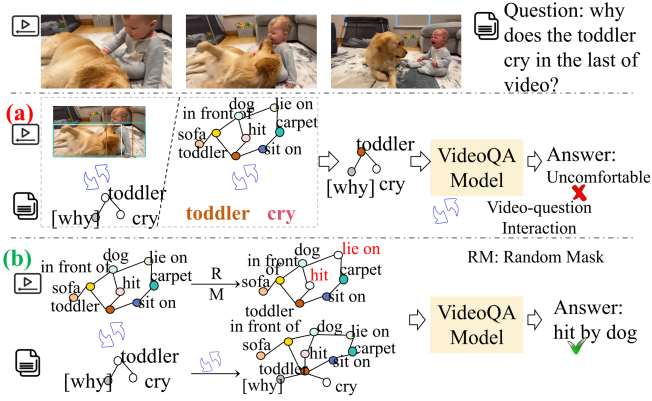 Question: why
does the toddler
cry in the last of
video?
(a)
dog
in front of
lie on
sofa
hit
carpet
toddler
sit on
toddler
[why]
cry
toddler cry
toddler
[why]
cry
VideoQA
Model
Answer:
Uncomfortable
Video-question
Interaction
(b)
dog
in front of
lie on
sofa
hit
carpet
toddler
sit on
R
M
dog
in front
of
lie on
sofa
hit
carpet
toddler
sit on
RM: Random Mask
toddler
[why]
cry
in front of
dog
lie on
sofa
hit
carpet
toddler
sit on
[why]
cry
VideoQA
Model
Answer:
hit by dog